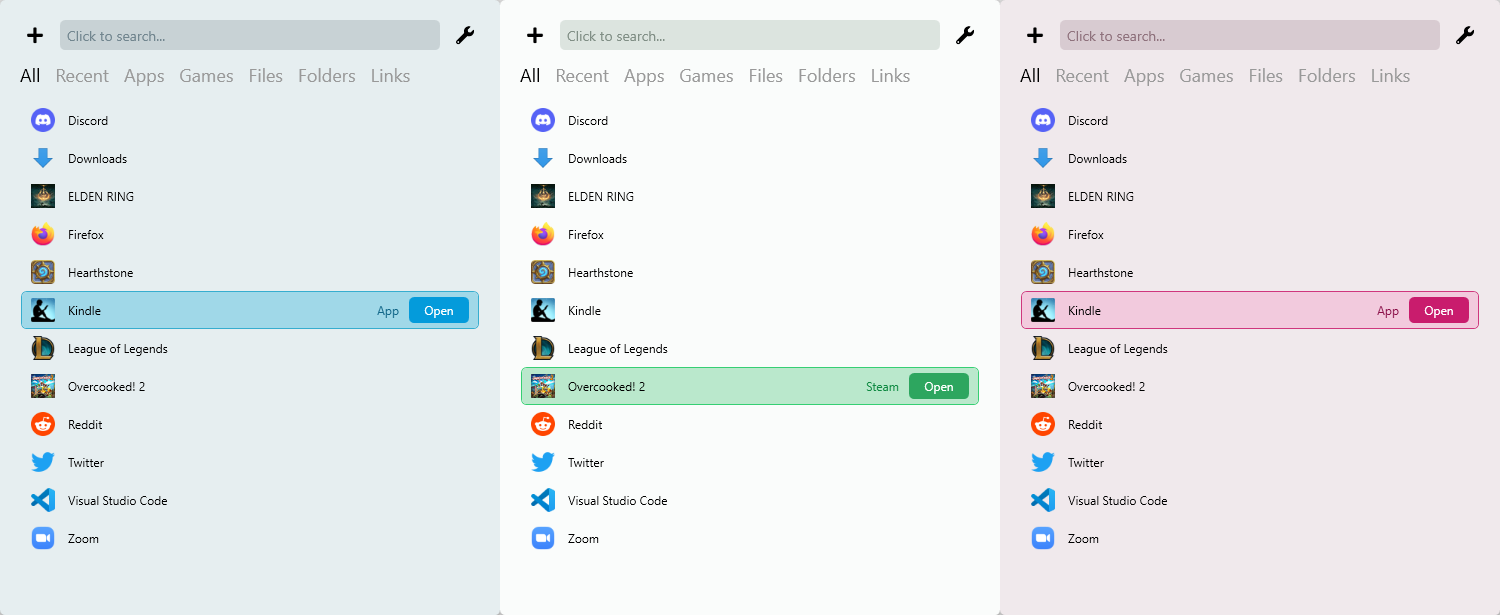 Click to search...
All Recent Apps Games Files Folders Links
Discord
Downloads
ELDEN RING
Firefox
Hearthstone
Kindle App Open
League of Legends
Overcooked! 2
Reddit
Twitter
Visual Studio Code
Zoom
Click to search...
All Recent Apps Games Files Folders Links
Discord
Downloads
ELDEN RING
Firefox
Hearthstone
Kindle
League of Legends
Overcooked! 2 Steam Open
Reddit
Twitter
Visual Studio Code
Zoom
Click to search...
All Recent Apps Games Files Folders Links
Discord
Downloads
ELDEN RING
Firefox
Hearthstone
Kindle App Open
League of Legends
Overcooked! 2
Reddit
Twitter
Visual Studio Code
Zoom